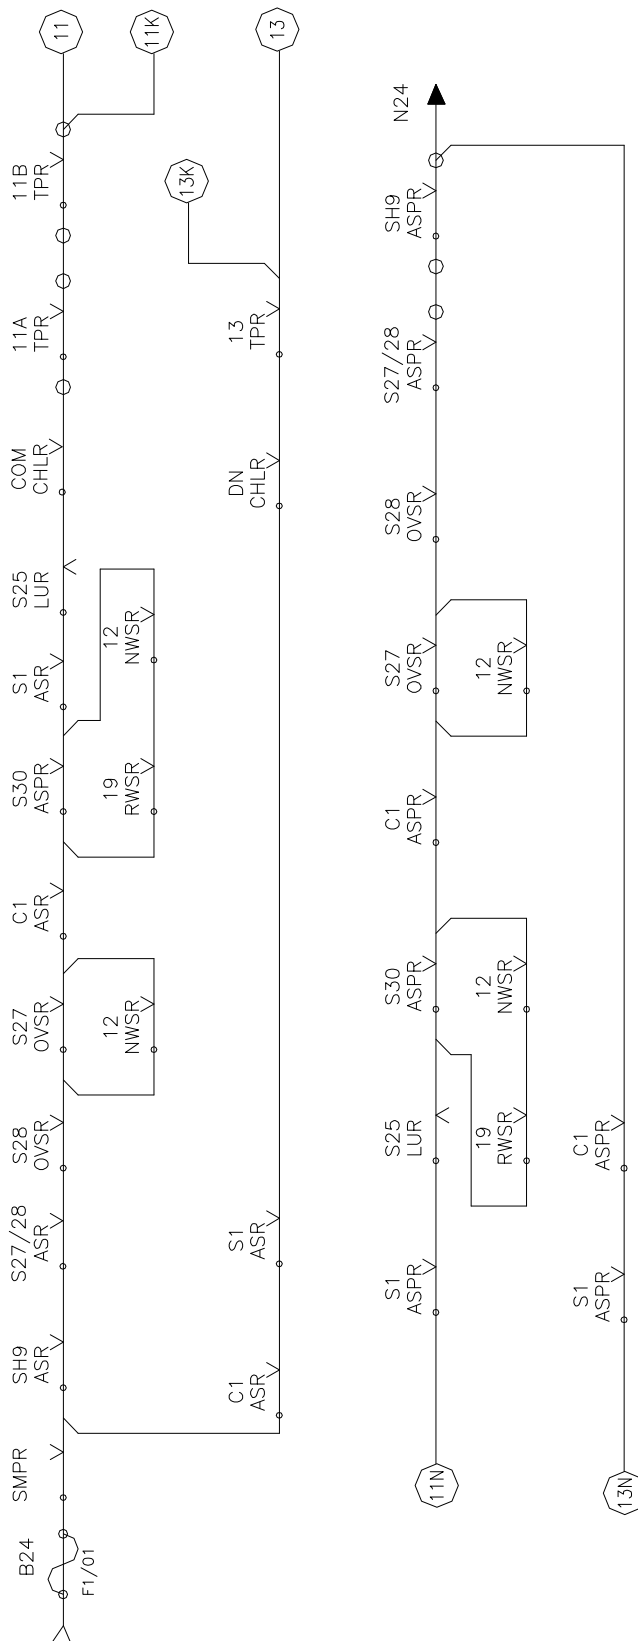 B24
F1/01
SMPR
SH9
ASR
S27/28
ASR
S28
OVSR
S27
OVSR
C1
ASR
S30
ASPR
S1
ASR
S25
LUR
COM
CHLR
11A
TPR
11B
TPR
11
12
NWSR
19
RWSR
12
NWSR
11K
13K
C1
ASR
S1
ASR
DN
CHLR
13
TPR
13
11N
S1
ASPR
S25
LUR
S30
ASPR
C1
ASPR
S27
OVSR
S28
OVSR
S27/28
ASPR
SH9
ASPR
N24
19
RWSR
12
NWSR
12
NWSR
13N
S1
ASPR
C1
ASPR